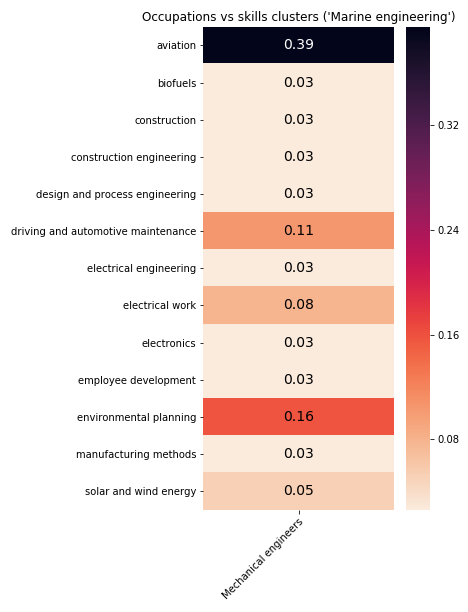 Occupations vs skills clusters ('Marine engineering')
aviation 0.39
biofuels 0.03
construction 0.03
construction engineering 0.03
design and process engineering 0.03
driving and automotive maintenance 0.11
electrical engineering 0.03
electrical work 0.08
electronics 0.03
employee development 0.03
environmental planning 0.16
manufacturing methods 0.03
solar and wind energy 0.05
Mechanical engineers
0.32
0.24
0.16
0.08